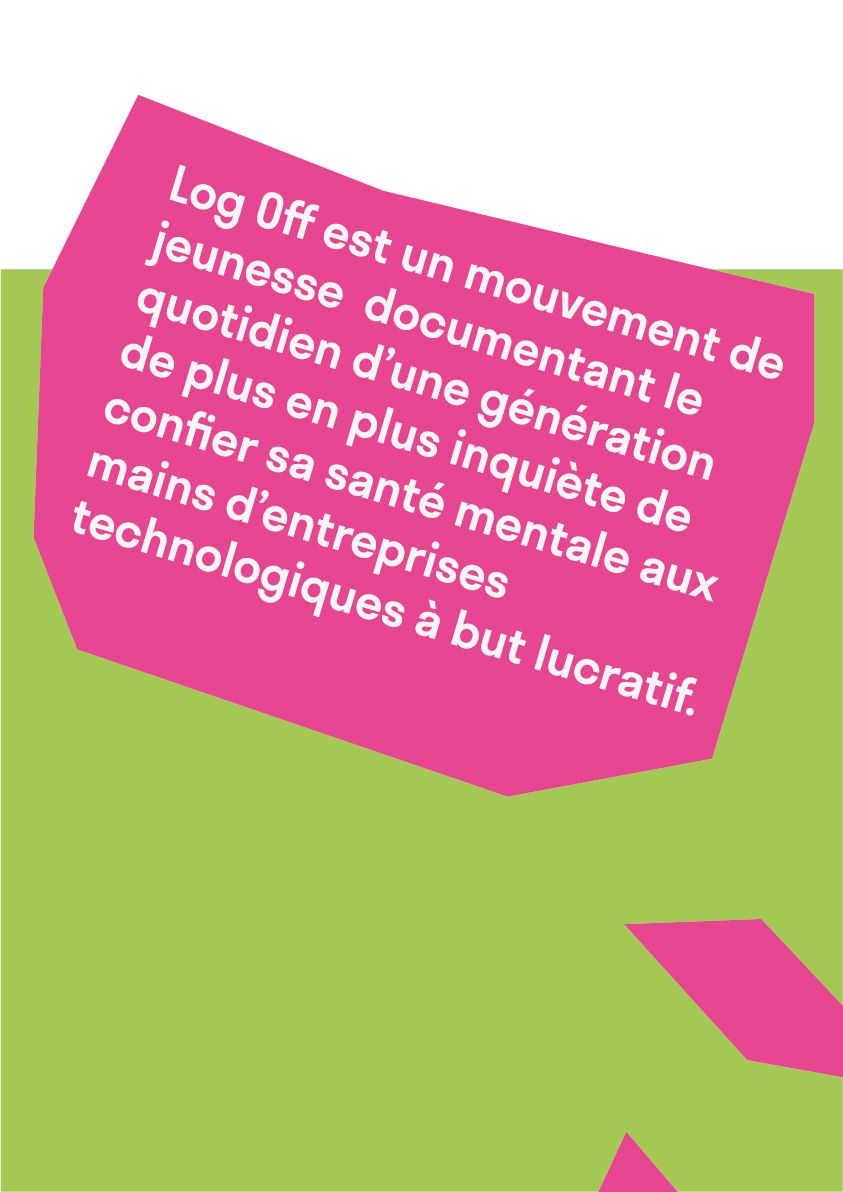 Log 0ff est un mouvement de
jeunesse  documentant le
quotidien d’une génération
de plus en plus inquiète de
confier sa santé mentale aux
mains d’entreprises
technologiques à but lucratif.